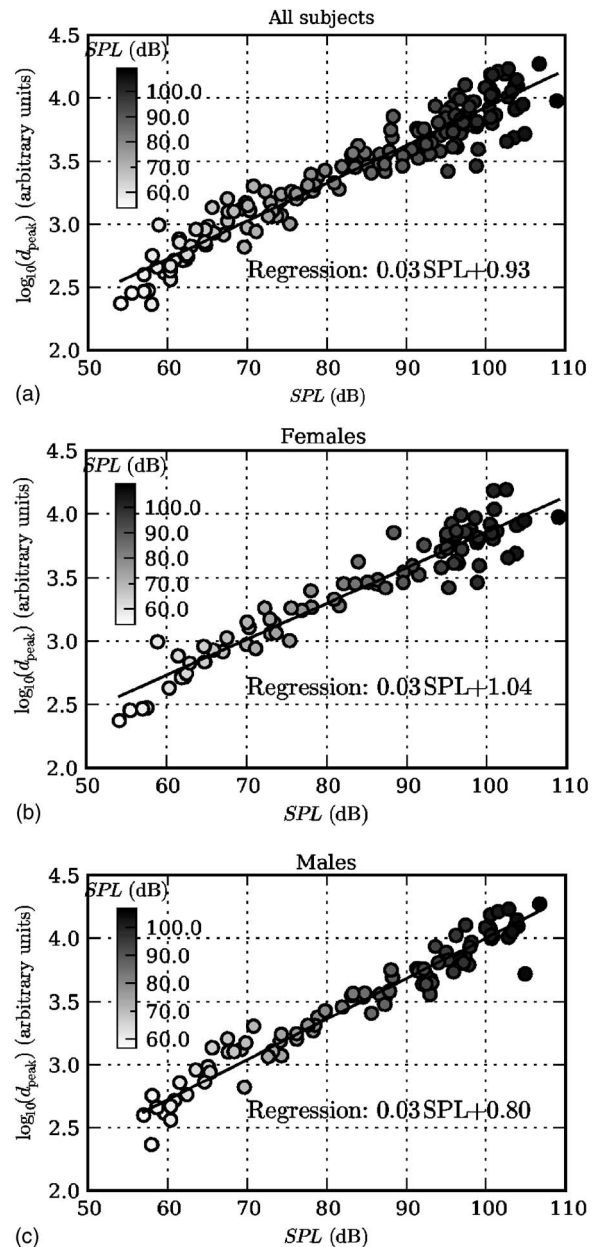 All subjects
SPL (dB)
100.0
90.0
80.0
70.0
60.0
log₁₀(d_peak) (arbitrary units)
4.5
4.0
3.5
3.0
2.5
2.0
Regression: 0.03 SPL+0.93
50 60 70 80 90 100 110
SPL (dB)
(a)
Females
SPL (dB)
100.0
90.0
80.0
70.0
60.0
log₁₀(d_peak) (arbitrary units)
4.5
4.0
3.5
3.0
2.5
2.0
Regression: 0.03 SPL+1.04
50 60 70 80 90 100 110
SPL (dB)
(b)
Males
SPL (dB)
100.0
90.0
80.0
70.0
60.0
log₁₀(d_peak) (arbitrary units)
4.5
4.0
3.5
3.0
2.5
2.0
Regression: 0.03 SPL+0.80
50 60 70 80 90 100 110
SPL (dB)
(c)